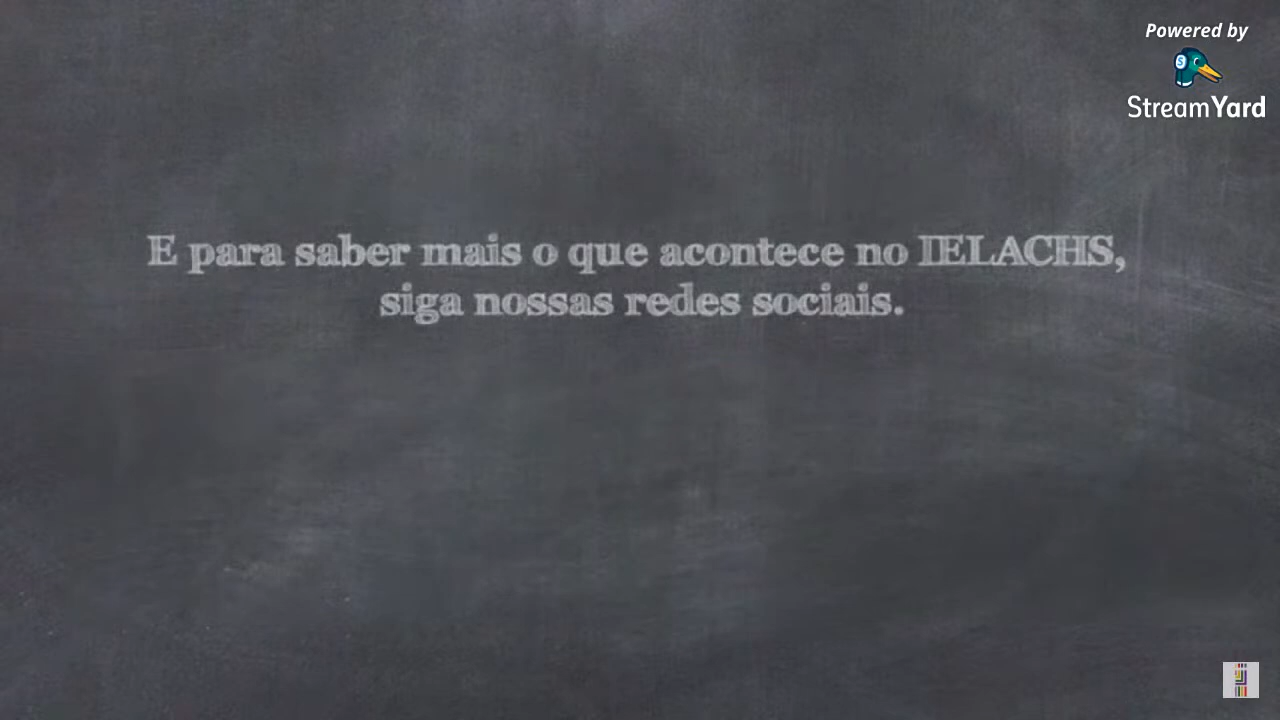 Powered by
StreamYard
E para saber mais o que acontece no IELACHS,
siga nossas redes sociais.